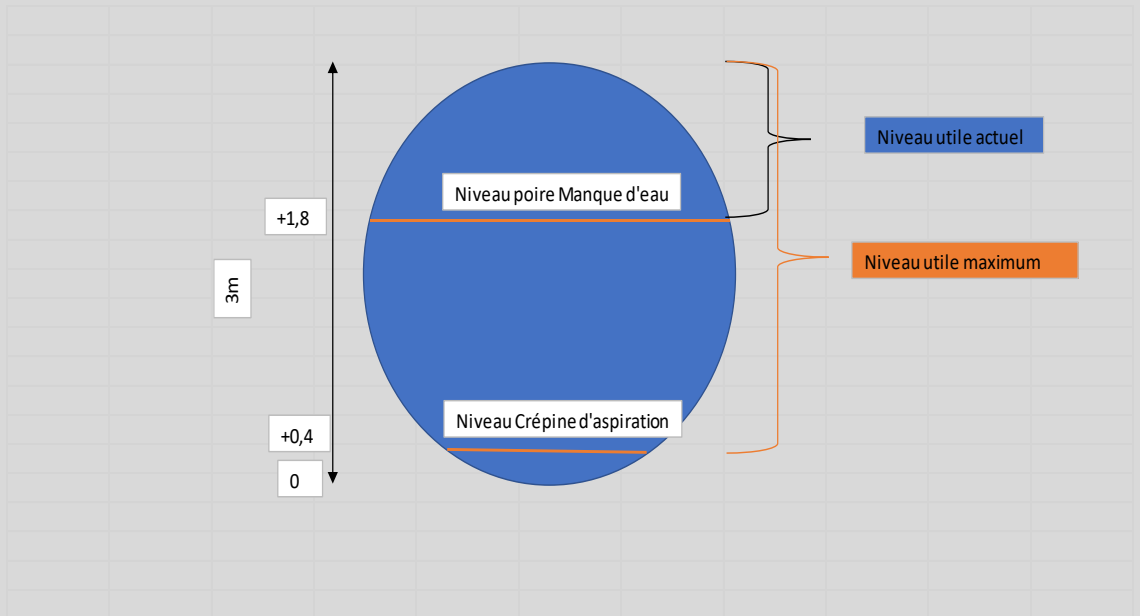 Niveau utile actuel
Niveau poire Manque d'eau
+1,8
Niveau utile maximum
3m
Niveau Crépine d'aspiration
+0,4
0